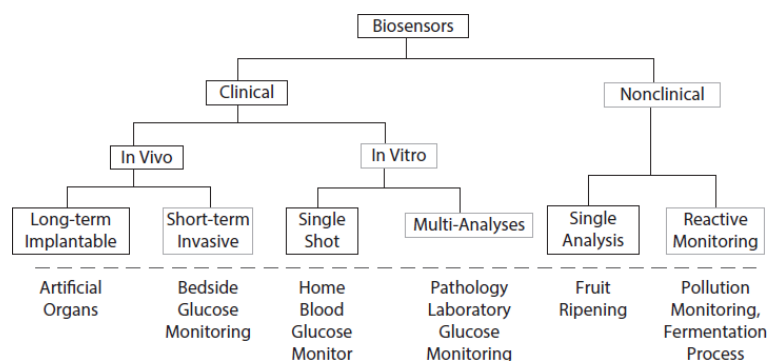 Biosensors
Clinical
Nonclinical
In Vivo
In Vitro
Long-term
Implantable
Short-term
Invasive
Single
Shot
Multi-Analyses
Single
Analysis
Reactive
Monitoring
Artificial
Organs
Bedside
Glucose
Monitoring
Home
Blood
Glucose
Monitor
Pathology
Laboratory
Glucose
Monitoring
Fruit
Ripening
Pollution
Monitoring,
Fermentation
Process